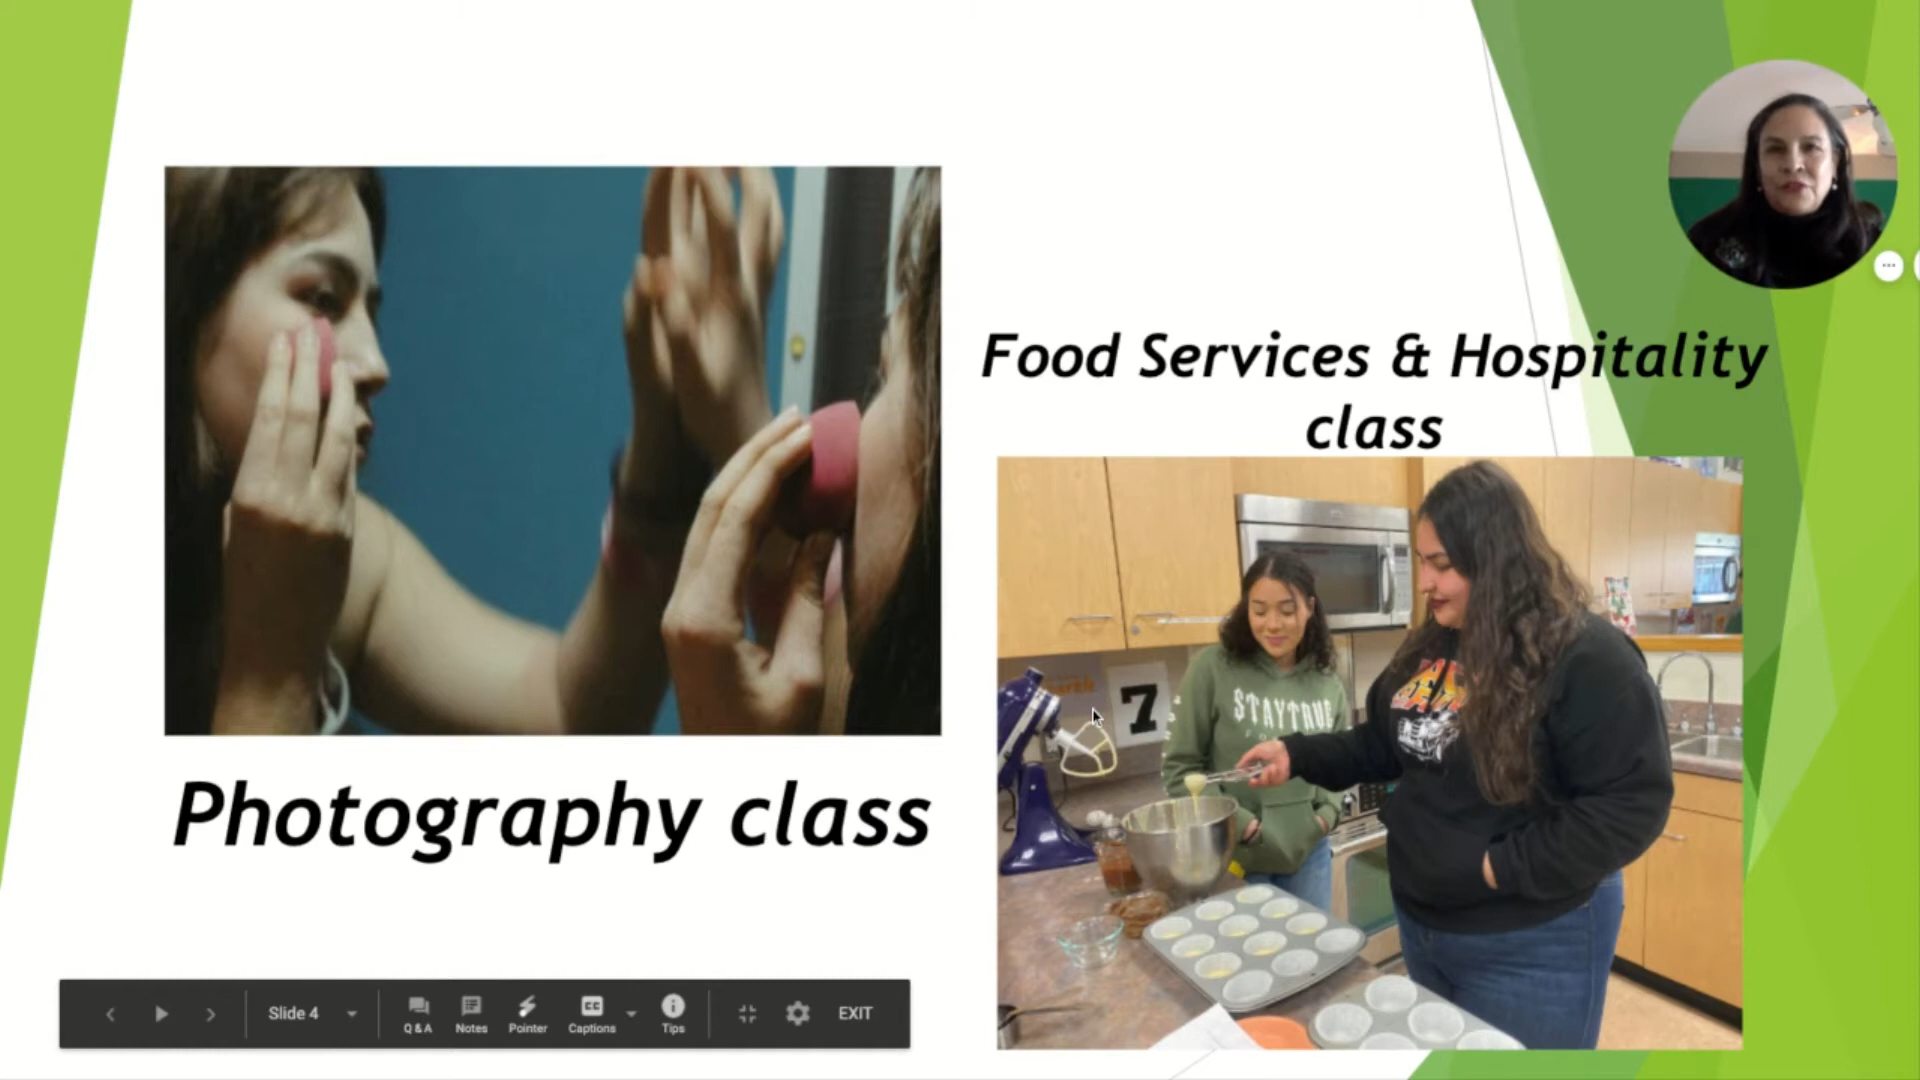 Food Services & Hospitality
class
7
STAYTRUE
Photography class
Slide 4
Q & A
Notes
Pointer
Captions
Tips
EXIT